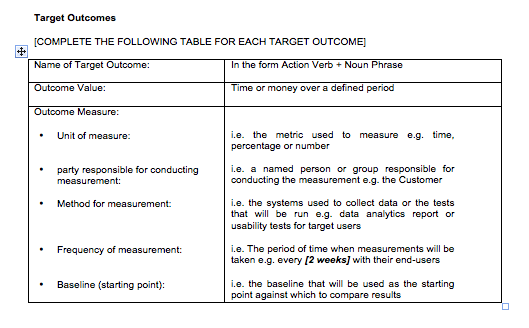 Target Outcomes
[COMPLETE THE FOLLOWING TABLE FOR EACH TARGET OUTCOME]
Name of Target Outcome:
In the form Action Verb + Noun Phrase
Outcome Value:
Time or money over a defined period
Outcome Measure:
• Unit of measure:
i.e. the metric used to measure e.g. time,
percentage or number
• party responsible for conducting
measurement:
i.e. a named person or group responsible for
conducting the measurement e.g. the Customer
• Method for measurement:
i.e. the systems used to collect data or the tests
that will be run e.g. data analytics report or
usability tests for target users
• Frequency of measurement:
i.e. The period of time when measurements will be
taken e.g. every [2 weeks] with their end-users
• Baseline (starting point):
i.e. the baseline that will be used as the starting
point against which to compare results